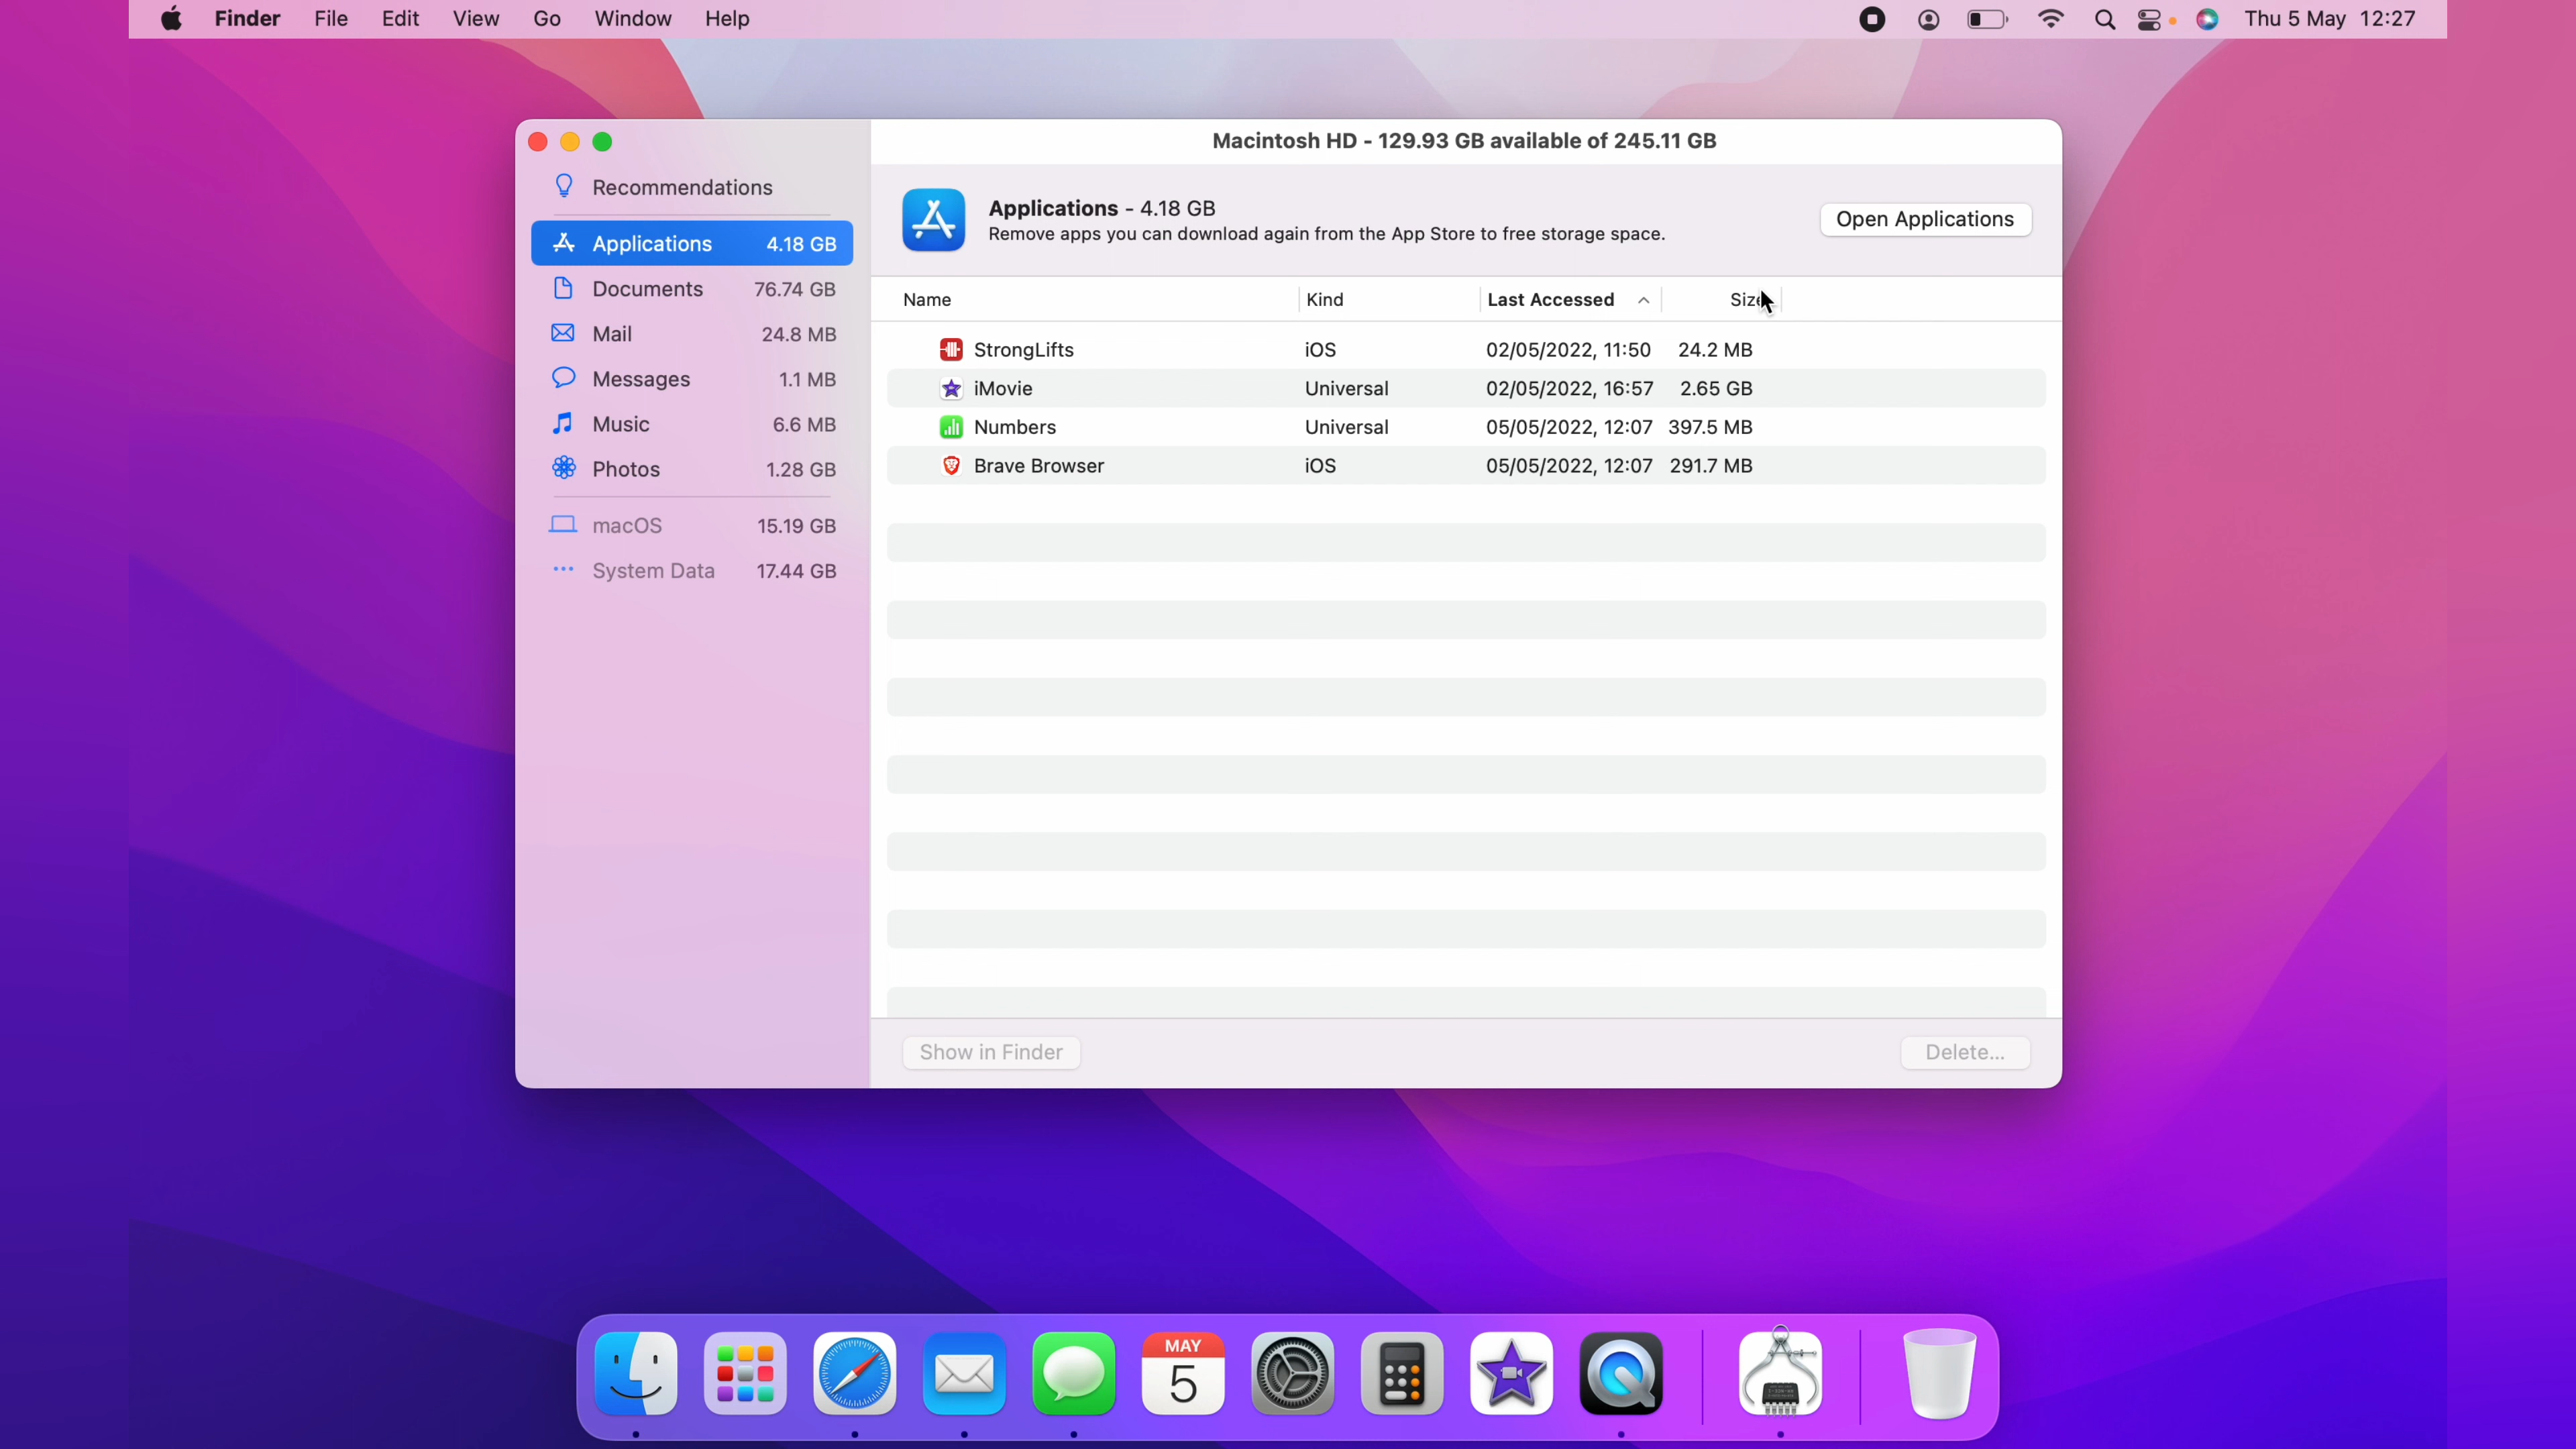 Finder File Edit View Go Window Help Thu 5 May 12:27
Macintosh HD - 129.93 GB available of 245.11 GB
Recommendations
Applications 4.18 GB
Documents 76.74 GB
Mail 24.8 MB
Messages 1.1 MB
Music 6.6 MB
Photos 1.28 GB
macOS 15.19 GB
System Data 17.44 GB
Applications - 4.18 GB
Remove apps you can download again from the App Store to free storage space.
Open Applications
Name Kind Last Accessed Size
StrongLifts iOS 02/05/2022, 11:50 24.2 MB
iMovie Universal 02/05/2022, 16:57 2.65 GB
Numbers Universal 05/05/2022, 12:07 397.5 MB
Brave Browser iOS 05/05/2022, 12:07 291.7 MB
Show in Finder Delete...
MAY
5